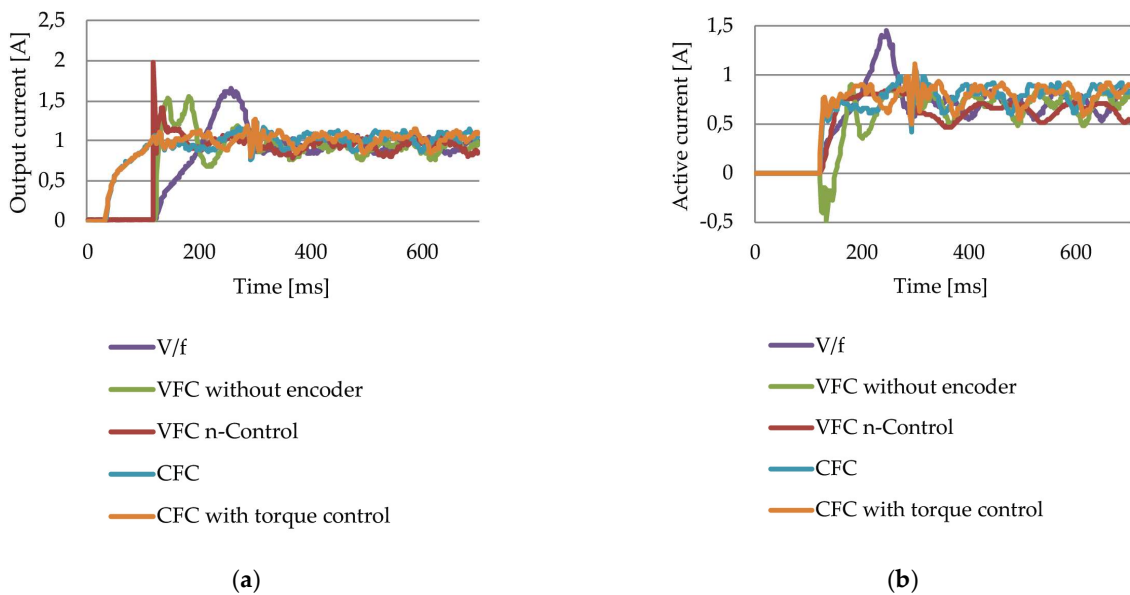 Output current [A]
2,5
2
1,5
1
0,5
0
0 200 400 600
Time [ms]
V/f
VFC without encoder
VFC n-Control
CFC
CFC with torque control
(a)
Active current [A]
1,5
1
0,5
0
-0,5
0 200 400 600
Time [ms]
V/f
VFC without encoder
VFC n-Control
CFC
CFC with torque control
(b)